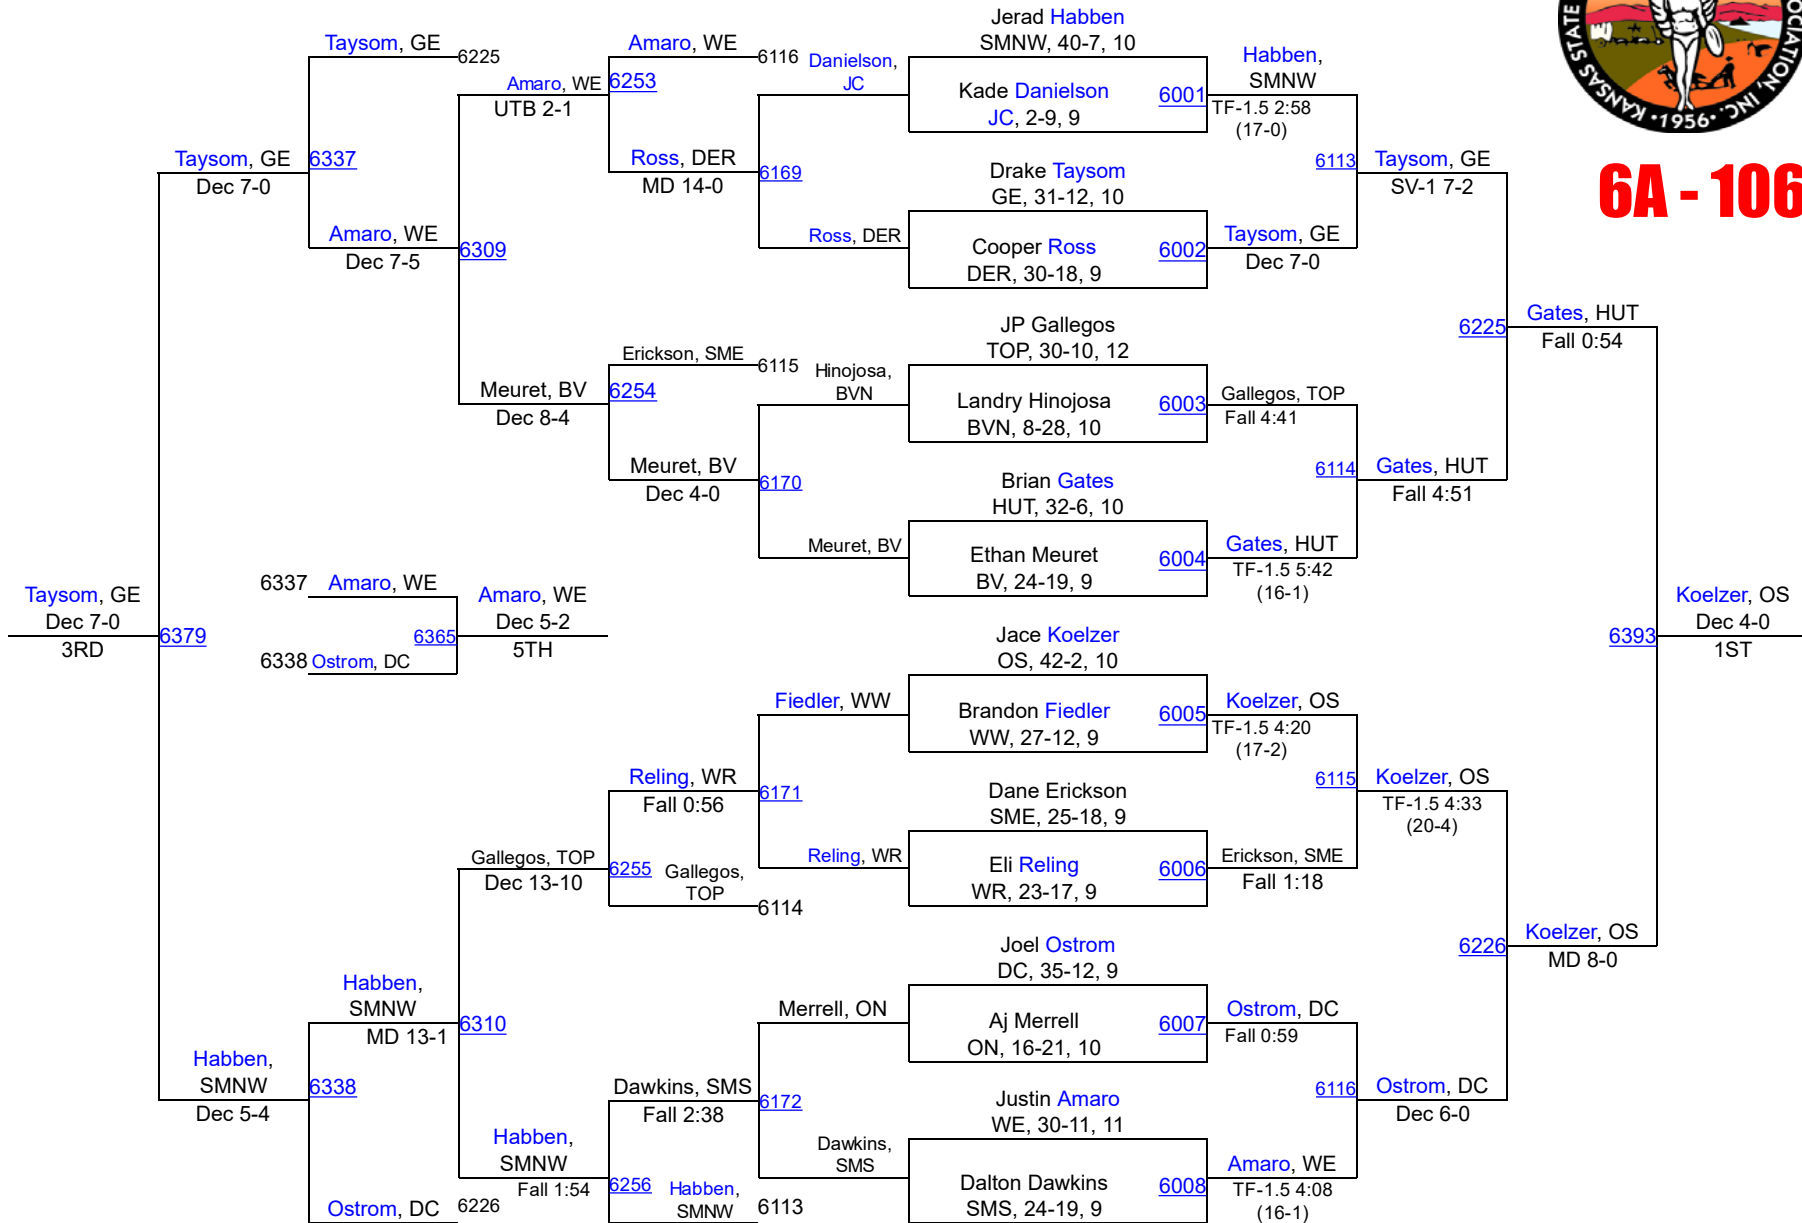 Jerad Habben
SMNW, 40-7, 10
Kade Danielson
JC, 2-9, 9
6001
Drake Taysom
GE, 31-12, 10
Cooper Ross
DER, 30-18, 9
6002
JP Gallegos
TOP, 30-10, 12
Landry Hinojosa
BVN, 8-28, 10
6003
Brian Gates
HUT, 32-6, 10
Ethan Meuret
BV, 24-19, 9
6004
Jace Koelzer
OS, 42-2, 10
Brandon Fiedler
WW, 27-12, 9
6005
Dane Erickson
SME, 25-18, 9
Eli Reling
WR, 23-17, 9
6006
Joel Ostrom
DC, 35-12, 9
Aj Merrell
ON, 16-21, 10
6007
Justin Amaro
WE, 30-11, 11
Dalton Dawkins
SMS, 24-19, 9
6008
Habben,
SMNW
TF-1.5 2:58
(17-0)
6113
Taysom, GE
Dec 7-0
Gallegos, TOP
Fall 4:41
6114
Gates, HUT
TF-1.5 5:42
(16-1)
Koelzer, OS
TF-1.5 4:20
(17-2)
6115
Erickson, SME
Fall 1:18
Ostrom, DC
Fall 0:59
6116
Amaro, WE
TF-1.5 4:08
(16-1)
Taysom, GE
SV-1 7-2
6225
Gates, HUT
Fall 4:51
Koelzer, OS
TF-1.5 4:33
(20-4)
6226
Ostrom, DC
Dec 6-0
Gates, HUT
Fall 0:54
6393
Koelzer, OS
MD 8-0
Koelzer, OS
Dec 4-0
1ST
KANSAS STATE
INC.
•1956•
6A - 106
Danielson,
JC
6169
Ross, DER
Hinojosa,
BVN
6170
Meuret, BV
Fiedler, WW
6171
Reling, WR
Merrell, ON
6172
Dawkins,
SMS
Amaro, WE
6116
6253
Ross, DER
MD 14-0
Erickson, SME
6115
6254
Meuret, BV
Dec 4-0
Reling, WR
Fall 0:56
6255
Gallegos,
TOP
6114
Dawkins, SMS
Fall 2:38
6256
Habben,
SMNW
6113
Amaro, WE
UTB 2-1
6309
Meuret, BV
Dec 8-4
Gallegos, TOP
Dec 13-10
6310
Habben,
SMNW
Fall 1:54
Taysom, GE
6225
6337
Amaro, WE
Dec 7-5
Habben,
SMNW
MD 13-1
6338
Ostrom, DC
6226
Taysom, GE
Dec 7-0
6379
Habben,
SMNW
Dec 5-4
Taysom, GE
Dec 7-0
3RD
6337
Amaro, WE
6365
6338
Ostrom, DC
Amaro, WE
Dec 5-2
5TH